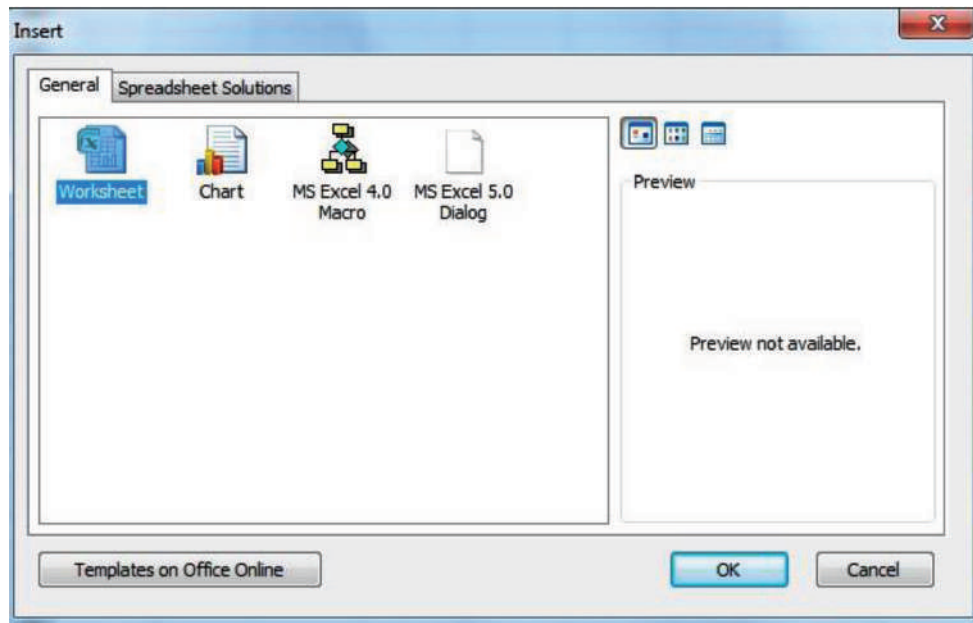 Insert
General
Spreadsheet Solutions
Worksheet
Chart
MS Excel 4.0
Macro
MS Excel 5.0
Dialog
Preview
Preview not available.
Templates on Office Online
OK
Cancel